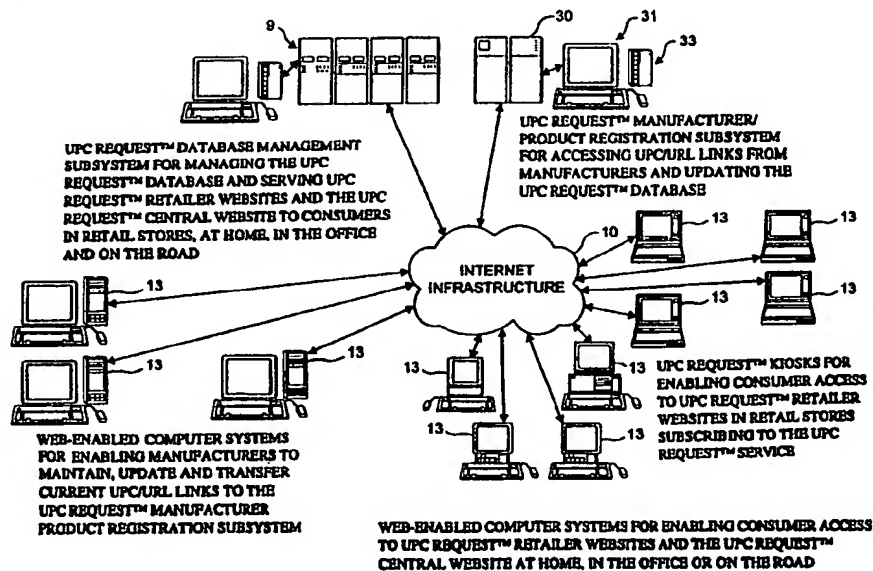 9
30
31
33
UPC REQUEST™ DATABASE MANAGEMENT
SUBSYSTEM FOR MANAGING THE UPC
REQUEST™ DATABASE AND SERVING UPC
REQUEST™ RETAILER WEBSITES AND THE UPC
REQUEST™ CENTRAL WEBSITE TO CONSUMERS
IN RETAIL STORES, AT HOME, IN THE OFFICE
AND ON THE ROAD
UPC REQUEST™ MANUFACTURER/
PRODUCT REGISTRATION SUBSYSTEM
FOR ACCESSING UPC/URL LINKS FROM
MANUFACTURERS AND UPDATING THE
UPC REQUEST™ DATABASE
10
INTERNET
INFRASTRUCTURE
13
13
13
13
13
13
13
13
13
13
13
UPC REQUEST™ KIOSKS FOR
ENABLING CONSUMER ACCESS
TO UPC REQUEST™ RETAILER
WEBSITES IN RETAIL STORES
SUBSCRIBING TO THE UPC
REQUEST™ SERVICE
WEB-ENABLED COMPUTER SYSTEMS
FOR ENABLING MANUFACTURERS TO
MAINTAIN, UPDATE AND TRANSFER
CURRENT UPC/URL LINKS TO THE
UPC REQUEST™ MANUFACTURER
PRODUCT REGISTRATION SUBSYSTEM
WEB-ENABLED COMPUTER SYSTEMS FOR ENABLING CONSUMER ACCESS
TO UPC REQUEST™ RETAILER WEBSITES AND THE UPC REQUEST™
CENTRAL WEBSITE AT HOME, IN THE OFFICE OR ON THE ROAD